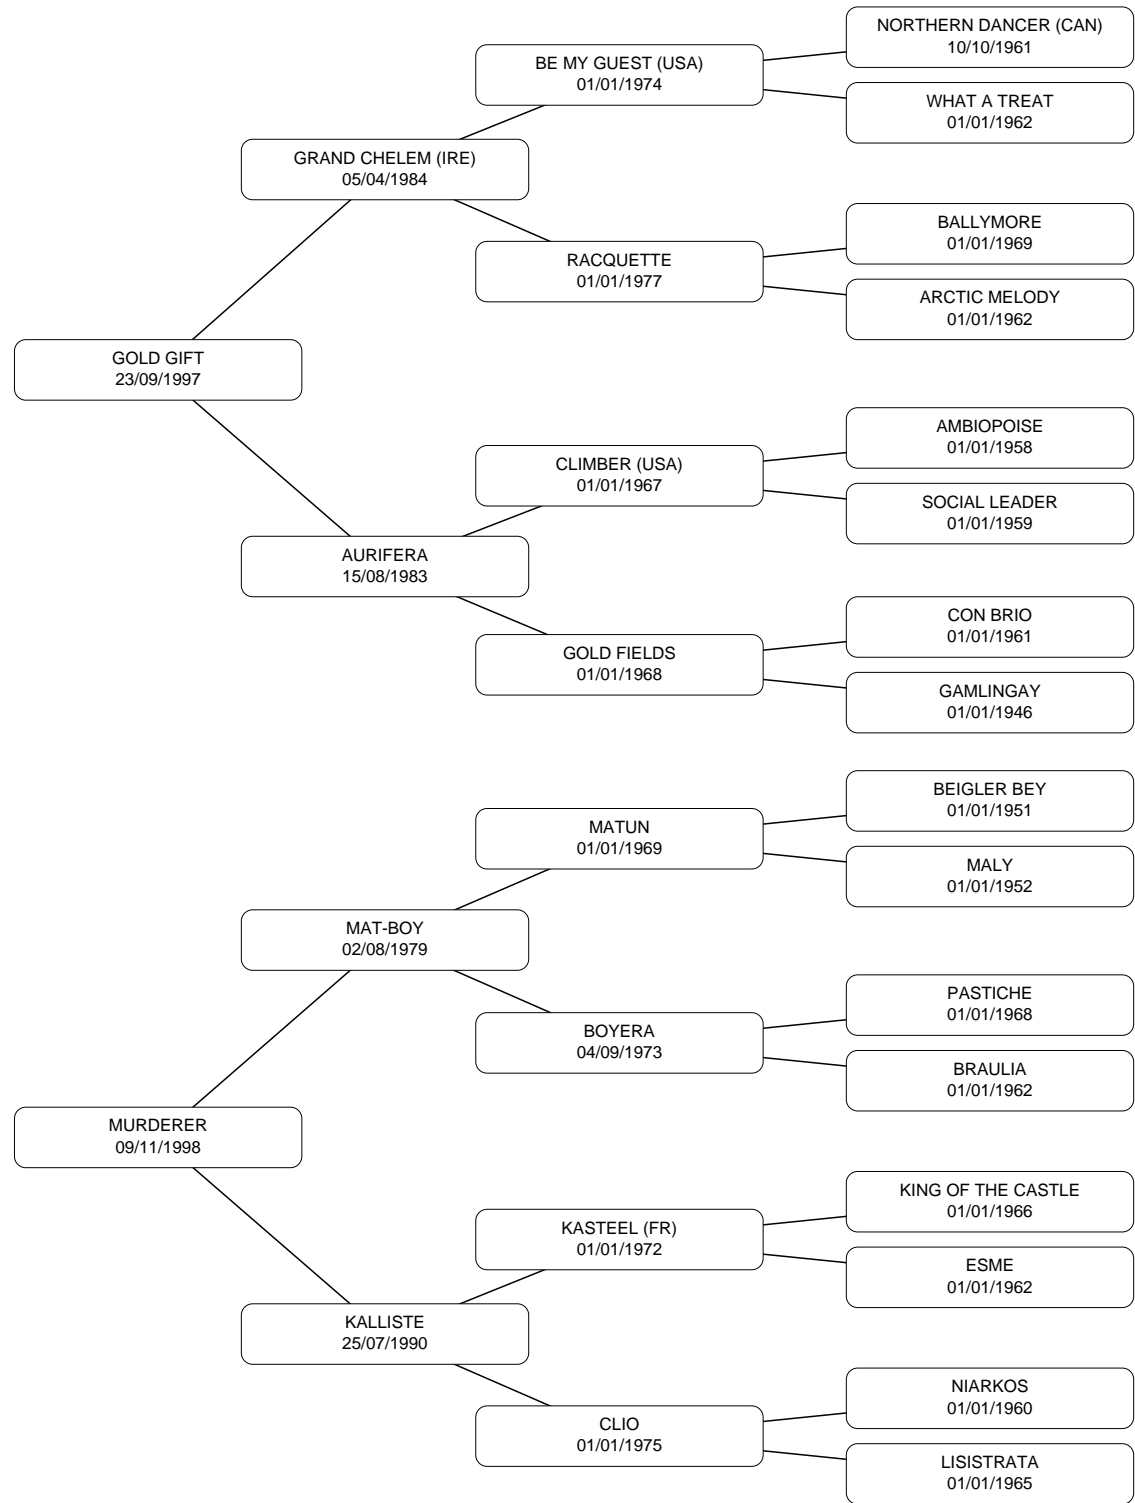 NORTHERN DANCER (CAN)
10/10/1961
BE MY GUEST (USA)
01/01/1974
WHAT A TREAT
01/01/1962
GRAND CHELEM (IRE)
05/04/1984
BALLYMORE
01/01/1969
RACQUETTE
01/01/1977
ARCTIC MELODY
01/01/1962
GOLD GIFT
23/09/1997
AMBIOPOISE
01/01/1958
CLIMBER (USA)
01/01/1967
SOCIAL LEADER
01/01/1959
AURIFERA
15/08/1983
CON BRIO
01/01/1961
GOLD FIELDS
01/01/1968
GAMLINGAY
01/01/1946
BEIGLER BEY
01/01/1951
MATUN
01/01/1969
MALY
01/01/1952
MAT-BOY
02/08/1979
PASTICHE
01/01/1968
BOYERA
04/09/1973
BRAULIA
01/01/1962
MURDERER
09/11/1998
KING OF THE CASTLE
01/01/1966
KASTEEL (FR)
01/01/1972
ESME
01/01/1962
KALLISTE
25/07/1990
NIARKOS
01/01/1960
CLIO
01/01/1975
LISISTRATA
01/01/1965